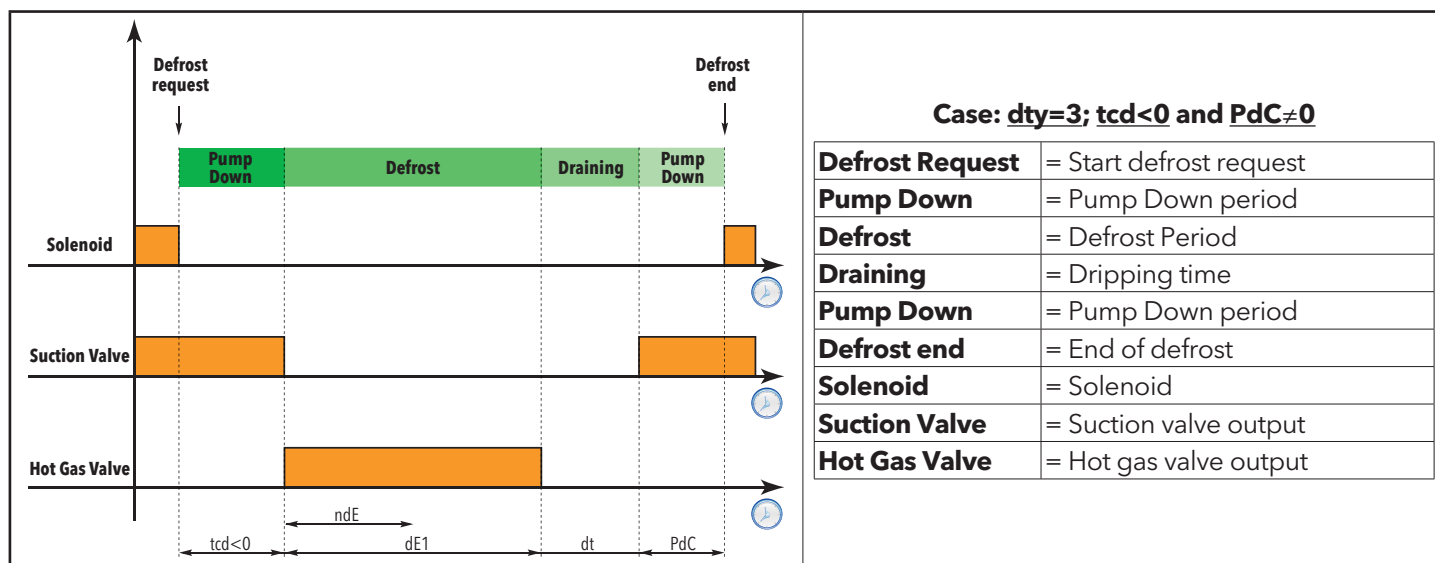 Defrost
request
Defrost
end
Pump
Down
Defrost
Draining
Pump
Down
Solenoid
Suction Valve
Hot Gas Valve
ndE
tcd<0
dE1
dt
PdC
Case: dty=3; tcd<0 and PdC≠0
Defrost Request = Start defrost request
Pump Down = Pump Down period
Defrost = Defrost Period
Draining = Dripping time
Pump Down = Pump Down period
Defrost end = End of defrost
Solenoid = Solenoid
Suction Valve = Suction valve output
Hot Gas Valve = Hot gas valve output